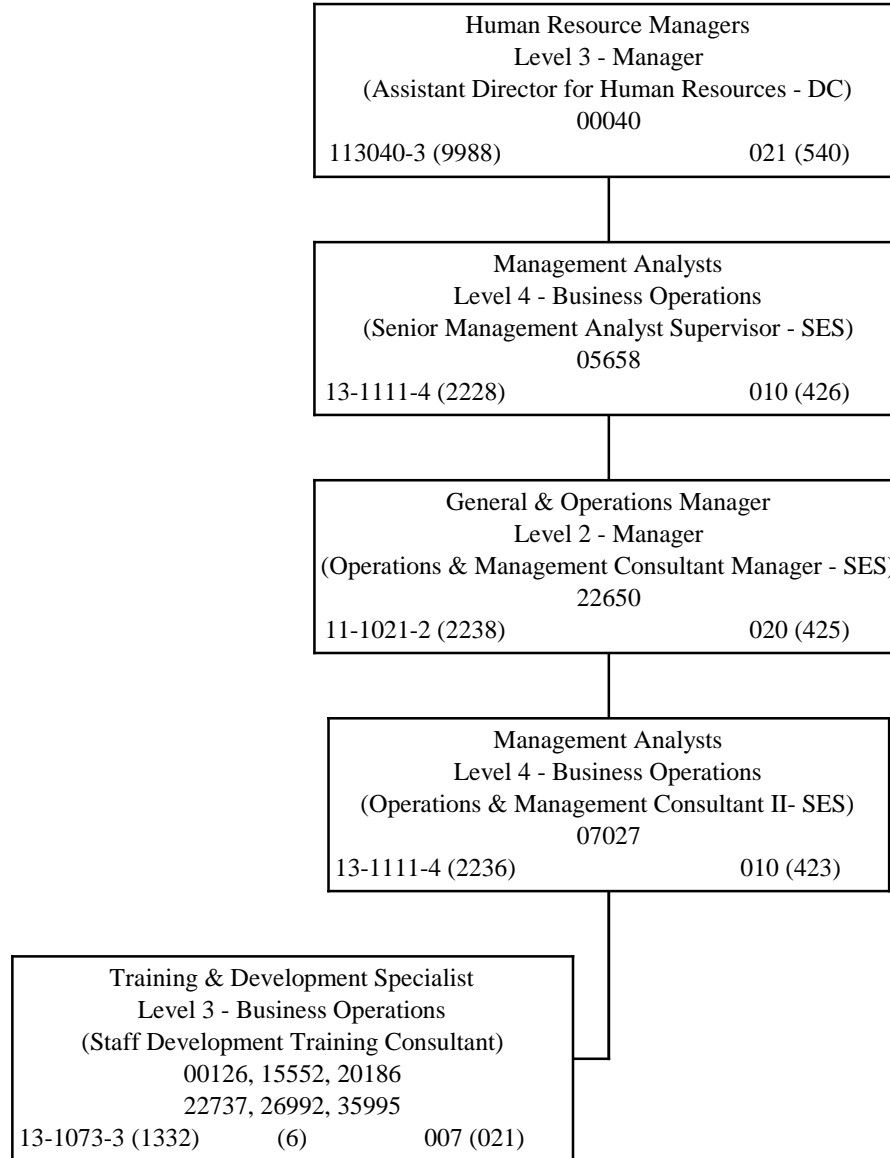 Human Resource Managers
Level 3 - Manager
(Assistant Director for Human Resources - DC)
00040
113040-3 (9988) 021 (540)
Management Analysts
Level 4 - Business Operations
(Senior Management Analyst Supervisor - SES)
05658
13-1111-4 (2228) 010 (426)
General & Operations Manager
Level 2 - Manager
(Operations & Management Consultant Manager - SES)
22650
11-1021-2 (2238) 020 (425)
Management Analysts
Level 4 - Business Operations
(Operations & Management Consultant II- SES)
07027
13-1111-4 (2236) 010 (423)
Training & Development Specialist
Level 3 - Business Operations
(Staff Development Training Consultant)
00126, 15552, 20186
22737, 26992, 35995
13-1073-3 (1332) (6) 007 (021)